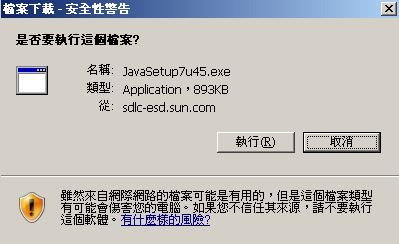 檔案下載 - 安全性警告
是否要執行這個檔案?
名稱: JavaSetup7u45.exe
類型: Application，893KB
從: sdlc-esd.sun.com
執行(R)
取消
雖然來自網際網路的檔案可能是有用的，但是這個檔案類型
有可能會傷害您的電腦。如果您不信任其來源，請不要執行
這個軟體。有什麼樣的風險?